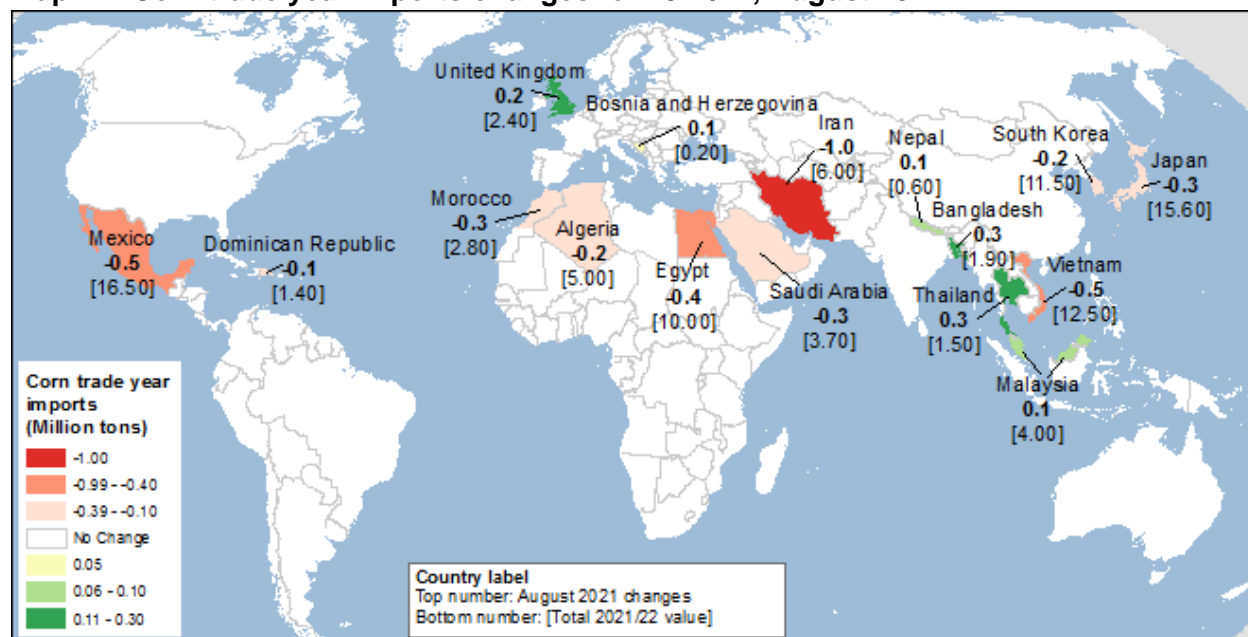 United Kingdom
0.2
[2.40]
Bosnia and Herzegovina
0.1
[0.20]
Iran
-1.0
[6.00]
Nepal
0.1
[0.60]
South Korea
-0.2
[11.50]
Japan
-0.3
[15.60]
Morocco
-0.3
[2.80]
Algeria
-0.2
[5.00]
Bangladesh
0.3
[1.90]
Mexico
-0.5
[16.50]
Dominican Republic
-0.1
[1.40]
Egypt
-0.4
[10.00]
Saudi Arabia
-0.3
[3.70]
Thailand
0.3
[1.50]
Vietnam
-0.5
[12.50]
Malaysia
0.1
[4.00]
Corn trade year
imports
(Million tons)
-1.00
-0.99 - -0.40
-0.39 - -0.10
No Change
0.05
0.06 - 0.10
0.11 - 0.30
Country label
Top number: August 2021 changes
Bottom number: [Total 2021/22 value]